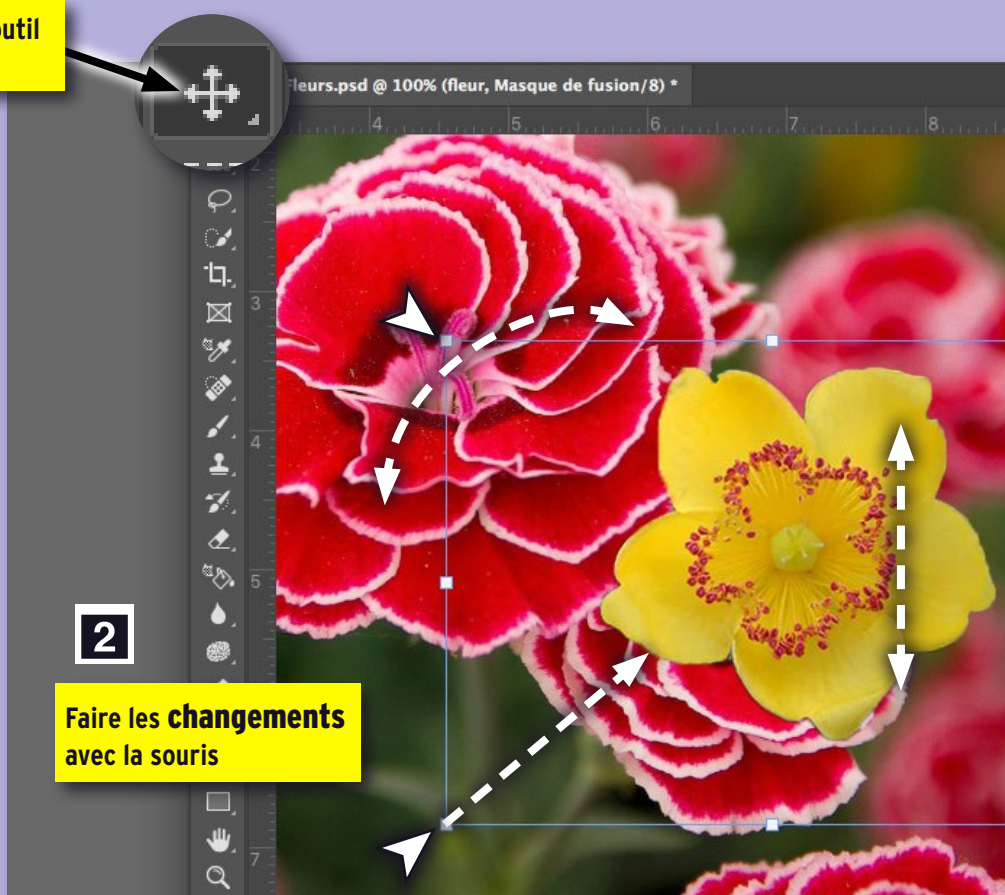 outil
Fleurs.psd @ 100% (fleur, Masque de fusion/8) *
4 5 6 7 8
2
3
4
5
7
2
Faire les changements
avec la souris